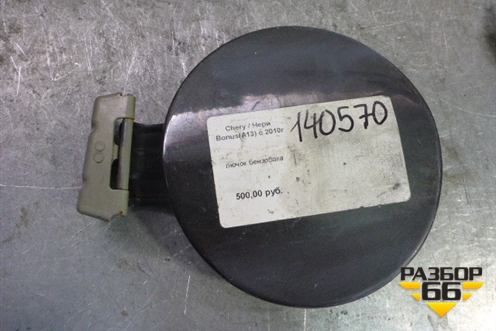 Chery / Чери
Bonus(A13) с 2010г
140570
лючок бензобака
500,00 руб.
РАЗБОР
66